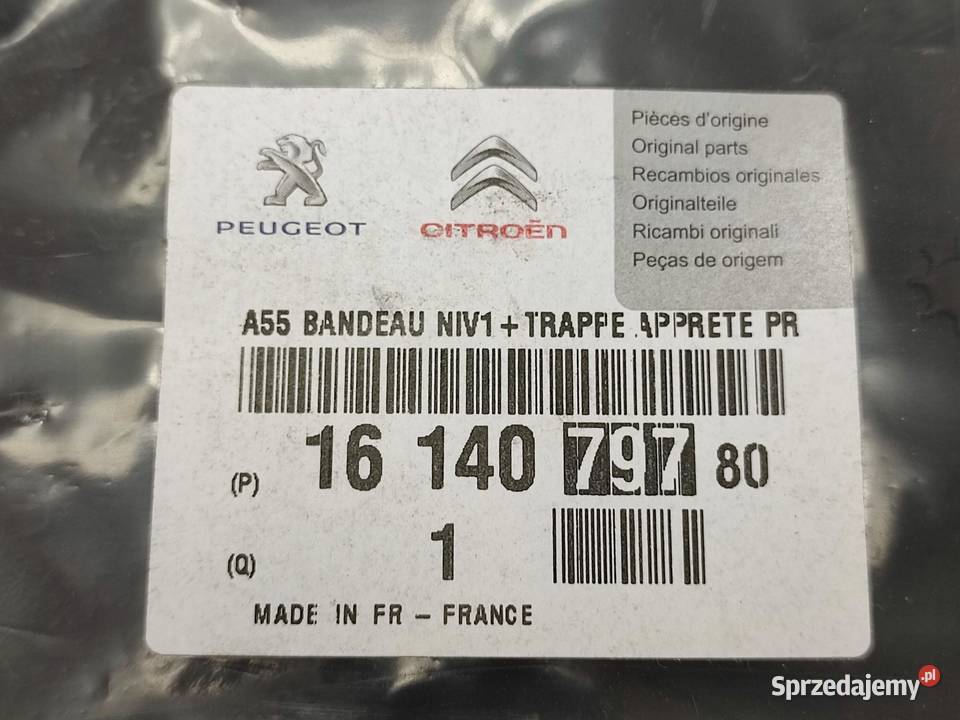 PEUGEOT
CITROËN
Pièces d'origine
Original parts
Recambios originales
Originalteile
Ricambi originali
Peças de origem
A55 BANDEAU NIV1+TRAPPE APPRETE PR
(P) 16 140 797 80
(Q) 1
MADE IN FR - FRANCE
Sprzedajemy.pl